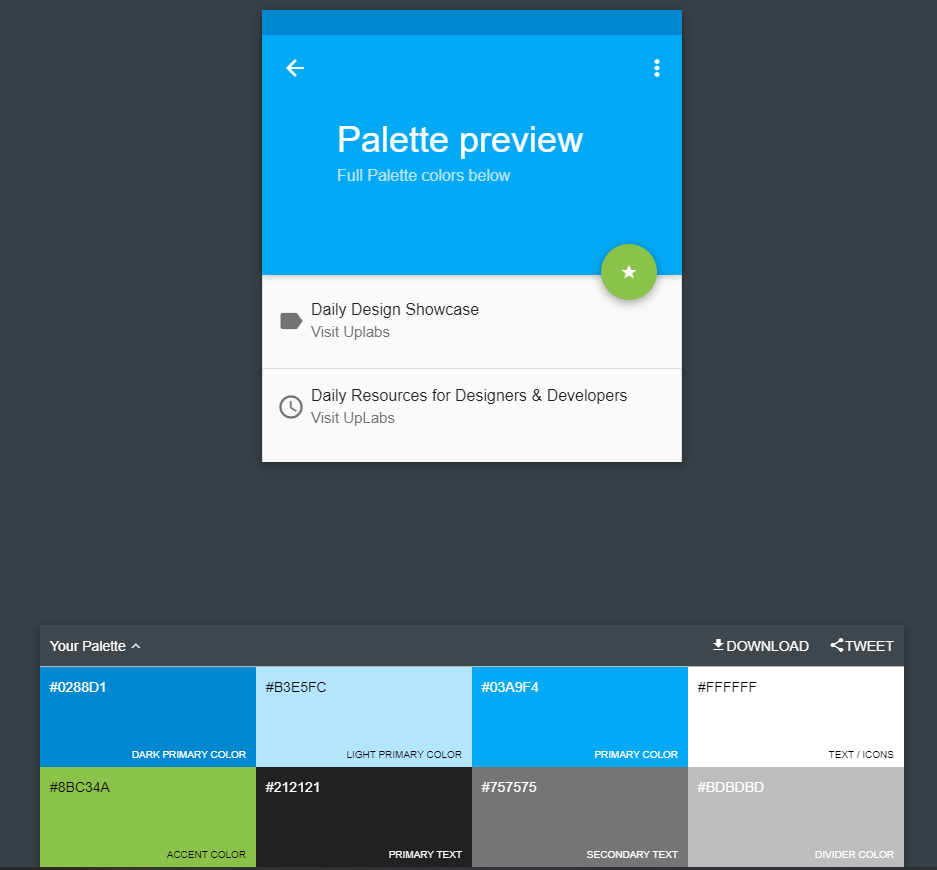 Palette preview
Full Palette colors below
Daily Design Showcase
Visit Uplabs
Daily Resources for Designers & Developers
Visit UpLabs
Your Palette
DOWNLOAD
TWEET
#0288D1
DARK PRIMARY COLOR
#B3E5FC
LIGHT PRIMARY COLOR
#03A9F4
PRIMARY COLOR
#FFFFFF
TEXT / ICONS
#8BC34A
ACCENT COLOR
#212121
PRIMARY TEXT
#757575
SECONDARY TEXT
#BDBDBD
DIVIDER COLOR